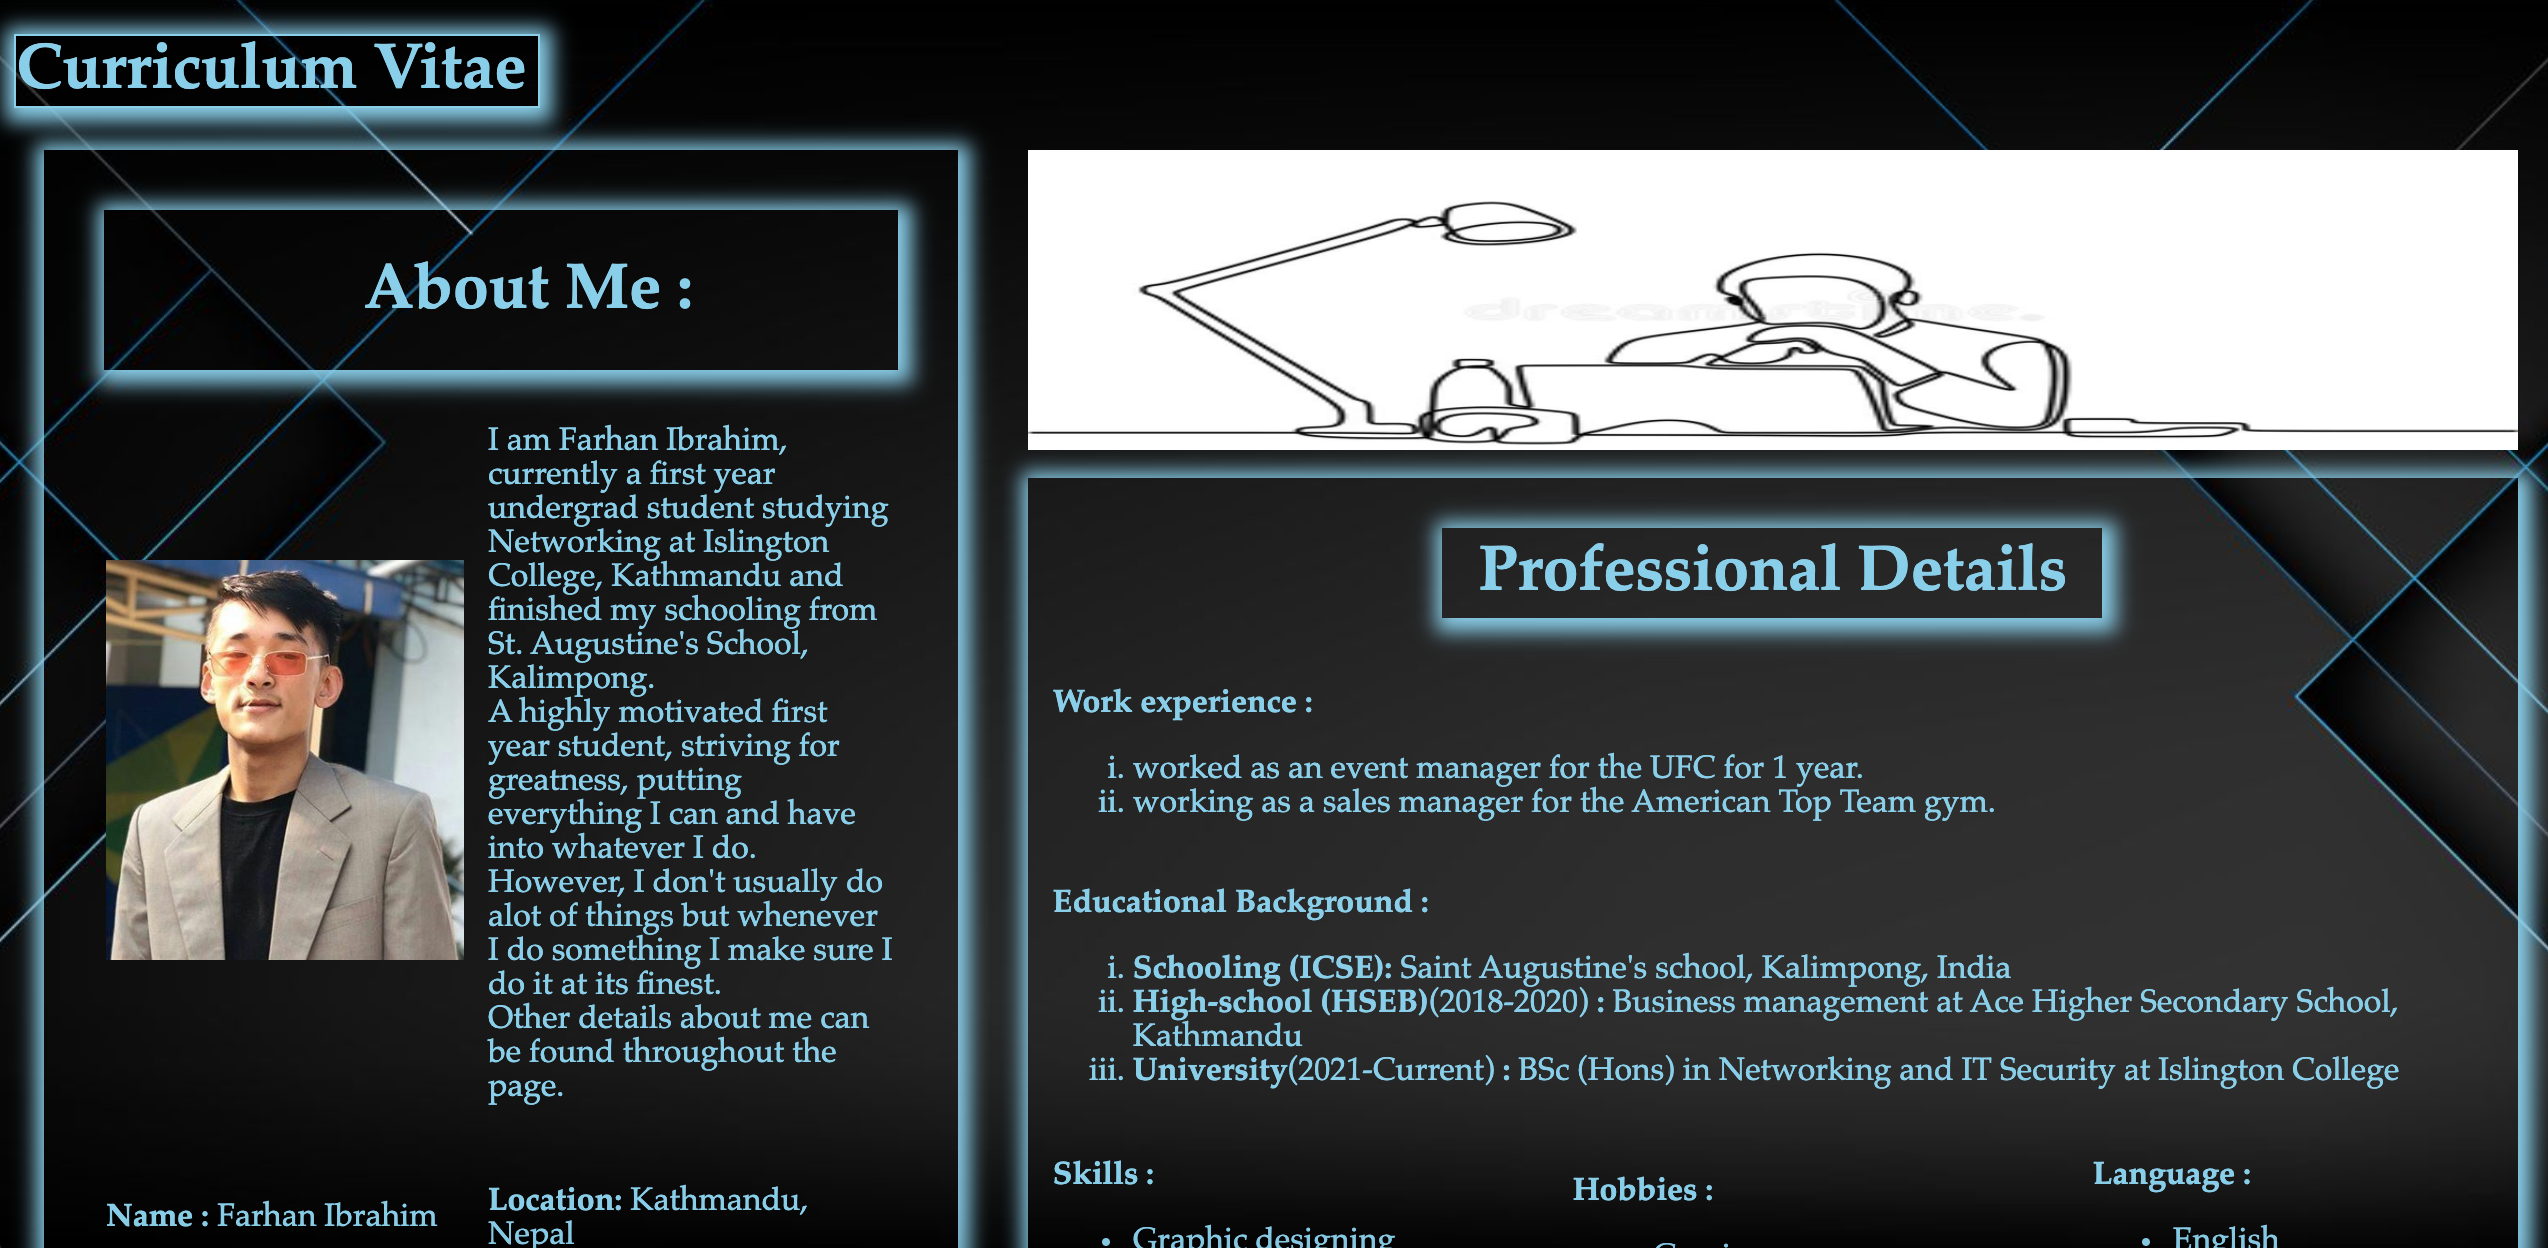 Curriculum Vitae
About Me :
I am Farhan Ibrahim,
currently a first year
undergrad student studying
Networking at Islington
College, Kathmandu and
finished my schooling from
St. Augustine's School,
Kalimpong.
A highly motivated first
year student, striving for
greatness, putting
everything I can and have
into whatever I do.
However, I don't usually do
alot of things but whenever
I do something I make sure I
do it at its finest.
Other details about me can
be found throughout the
page.
Name : Farhan Ibrahim
Location: Kathmandu,
Nepal
dreamstime.
Professional Details
Work experience :
i. worked as an event manager for the UFC for 1 year.
ii. working as a sales manager for the American Top Team gym.
Educational Background :
i. Schooling (ICSE): Saint Augustine's school, Kalimpong, India
ii. High-school (HSEB)(2018-2020) : Business management at Ace Higher Secondary School,
Kathmandu
iii. University(2021-Current) : BSc (Hons) in Networking and IT Security at Islington College
Skills :
• Graphic designing
Hobbies :
Language :
• English